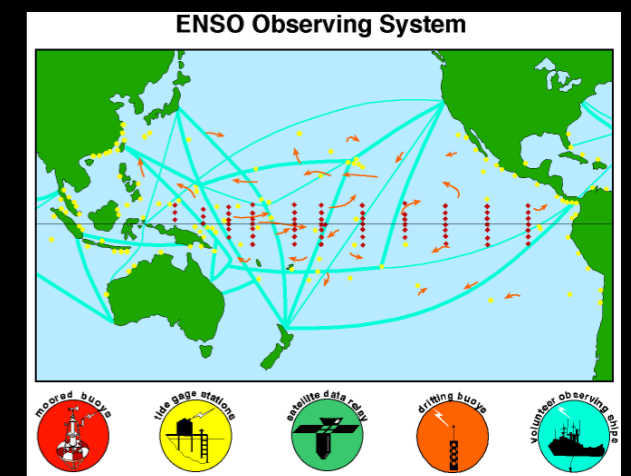 ENSO Observing System
moored buoys
tide gage stations
satellite data relay
drifting buoys
volunteer observing ships